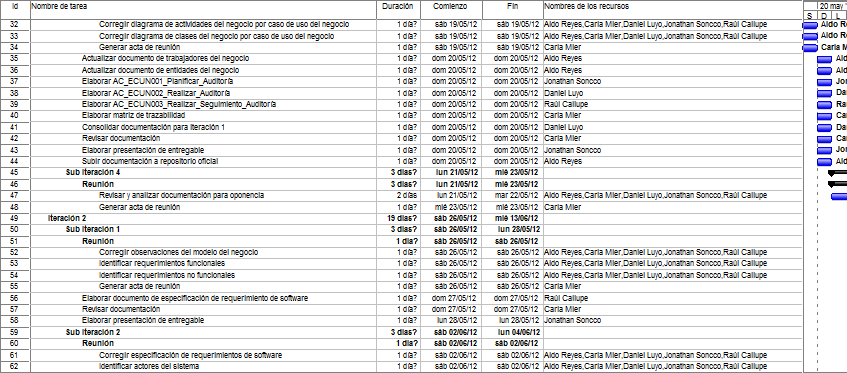 Id Nombre de tarea Duración Comienzo Fin Nombres de los recursos 20 may '
S D L
32 Corregir diagrama de actividades del negocio por caso de uso del negocio 1 día? sáb 19/05/12 sáb 19/05/12 Aldo Reyes,Carla Mier,Daniel Luyo,Jonathan Soncco,Raúl Callupe Aldo R
33 Corregir diagrama de clases del negocio por caso de uso del negocio 1 día? sáb 19/05/12 sáb 19/05/12 Aldo Reyes,Carla Mier,Daniel Luyo,Jonathan Soncco,Raúl Callupe Aldo R
34 Generar acta de reunión 1 día? sáb 19/05/12 sáb 19/05/12 Carla Mier Carla M
35 Actualizar documento de trabajadores del negocio 1 día? dom 20/05/12 dom 20/05/12 Aldo Reyes Ald
36 Actualizar documento de entidades del negocio 1 día? dom 20/05/12 dom 20/05/12 Aldo Reyes Ald
37 Elaborar AC_ECUN001_Planificar_Auditoría 1 día? dom 20/05/12 dom 20/05/12 Jonathan Soncco Jon
38 Elaborar AC_ECUN002_Realizar_Auditoría 1 día? dom 20/05/12 dom 20/05/12 Daniel Luyo Da
39 Elaborar AC_ECUN003_Realizar_Seguimiento_Auditoría 1 día? dom 20/05/12 dom 20/05/12 Raúl Callupe Ra
40 Elaborar matriz de trazabilidad 1 día? dom 20/05/12 dom 20/05/12 Carla Mier Car
41 Consolidar documentación para iteración 1 1 día? dom 20/05/12 dom 20/05/12 Daniel Luyo Da
42 Revisar documentación 1 día? dom 20/05/12 dom 20/05/12 Carla Mier Car
43 Elaborar presentación de entregable 1 día? dom 20/05/12 dom 20/05/12 Jonathan Soncco Jon
44 Subir documentación a repositorio oficial 1 día? dom 20/05/12 dom 20/05/12 Aldo Reyes Ald
45 Sub Iteración 4 3 días? lun 21/05/12 mié 23/05/12
46 Reunión 3 días? lun 21/05/12 mié 23/05/12
47 Revisar y analizar documentación para oponencia 2 días lun 21/05/12 mar 22/05/12 Aldo Reyes,Carla Mier,Daniel Luyo,Jonathan Soncco,Raúl Callupe
48 Generar acta de reunión 1 día? mié 23/05/12 mié 23/05/12 Carla Mier
49 Iteración 2 19 días? sáb 26/05/12 mié 13/06/12
50 Sub Iteración 1 3 días? sáb 26/05/12 lun 28/05/12
51 Reunión 1 día? sáb 26/05/12 sáb 26/05/12
52 Corregir observaciones del modelo del negocio 1 día? sáb 26/05/12 sáb 26/05/12 Aldo Reyes,Carla Mier,Daniel Luyo,Jonathan Soncco,Raúl Callupe
53 Identificar requerimientos funcionales 1 día? sáb 26/05/12 sáb 26/05/12 Aldo Reyes,Carla Mier,Daniel Luyo,Jonathan Soncco,Raúl Callupe
54 Identificar requerimientos no funcionales 1 día? sáb 26/05/12 sáb 26/05/12 Aldo Reyes,Carla Mier,Daniel Luyo,Jonathan Soncco,Raúl Callupe
55 Generar acta de reunión 1 día? sáb 26/05/12 sáb 26/05/12 Carla Mier
56 Elaborar documento de especificación de requerimiento de software 1 día? dom 27/05/12 dom 27/05/12 Raúl Callupe
57 Revisar documentación 1 día? dom 27/05/12 dom 27/05/12 Carla Mier
58 Elaborar presentación de entregable 1 día? lun 28/05/12 lun 28/05/12 Jonathan Soncco
59 Sub Iteración 2 3 días? sáb 02/06/12 lun 04/06/12
60 Reunión 1 día? sáb 02/06/12 sáb 02/06/12
61 Corregir especificación de requerimientos de software 1 día? sáb 02/06/12 sáb 02/06/12 Aldo Reyes,Carla Mier,Daniel Luyo,Jonathan Soncco,Raúl Callupe
62 Identificar actores del sistema 1 día? sáb 02/06/12 sáb 02/06/12 Aldo Reyes,Carla Mier,Daniel Luyo,Jonathan Soncco,Raúl Callupe